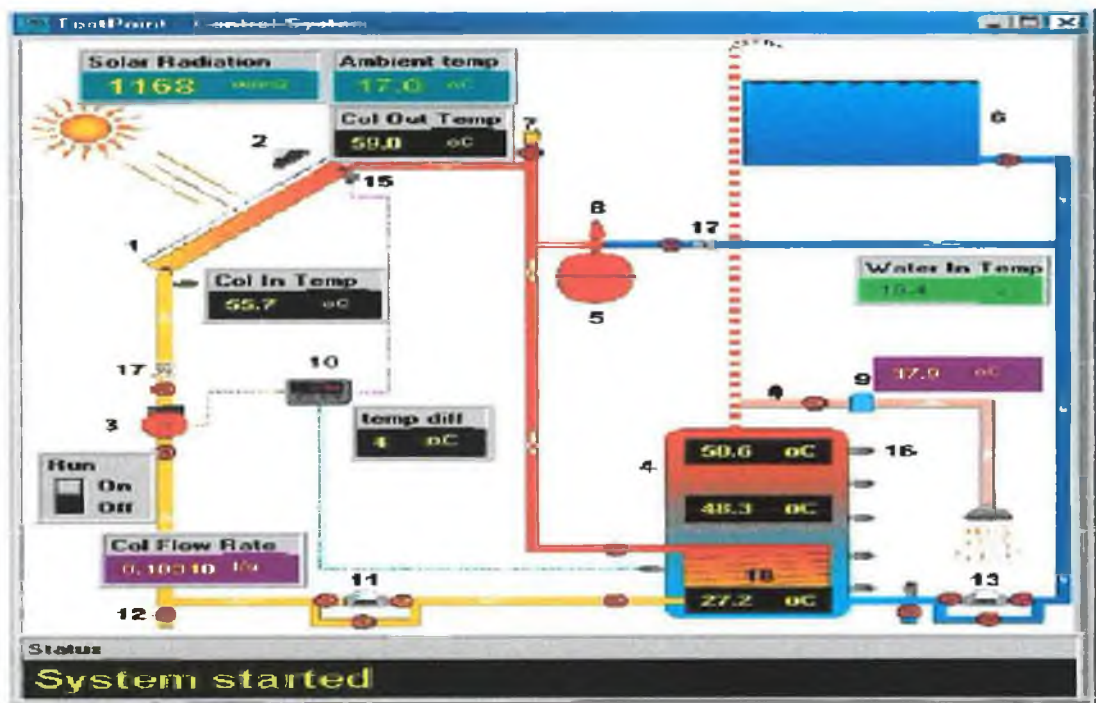 TestPoint - Control System
Solar Radiation
Ambient temp
1168
17.0 oC
Col Out Temp
59.0 oC
7
6
2
15
8
17
1
Col In Temp
55.7 oC
Water In Temp
5
10
17
9
37.9 oC
3
temp diff
4 oC
4
50.6 oC
16
Run
On
Off
48.3 oC
Col Flow Rate
l/s
11
18
13
12
27.2 oC
Status
System started